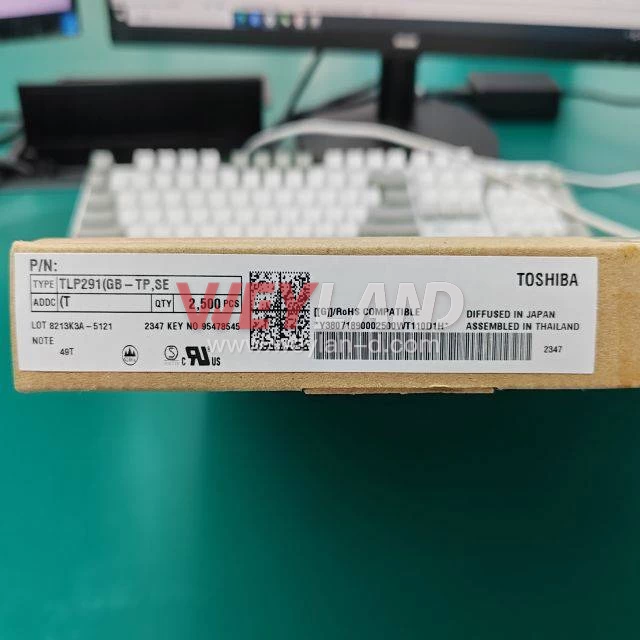 P/N:
TYPE TLP291(GB-TP,SE
ADDC (T QTY 2,500 PCS
LOT 8213K3A-5121 2347 KEY NO 95478545
NOTE
49T
C UL US
TOSHIBA
[[G]]/RoHS COMPATIBLE
DIFFUSED IN JAPAN
ASSEMBLED IN THAILAND
2347
WEYLAND